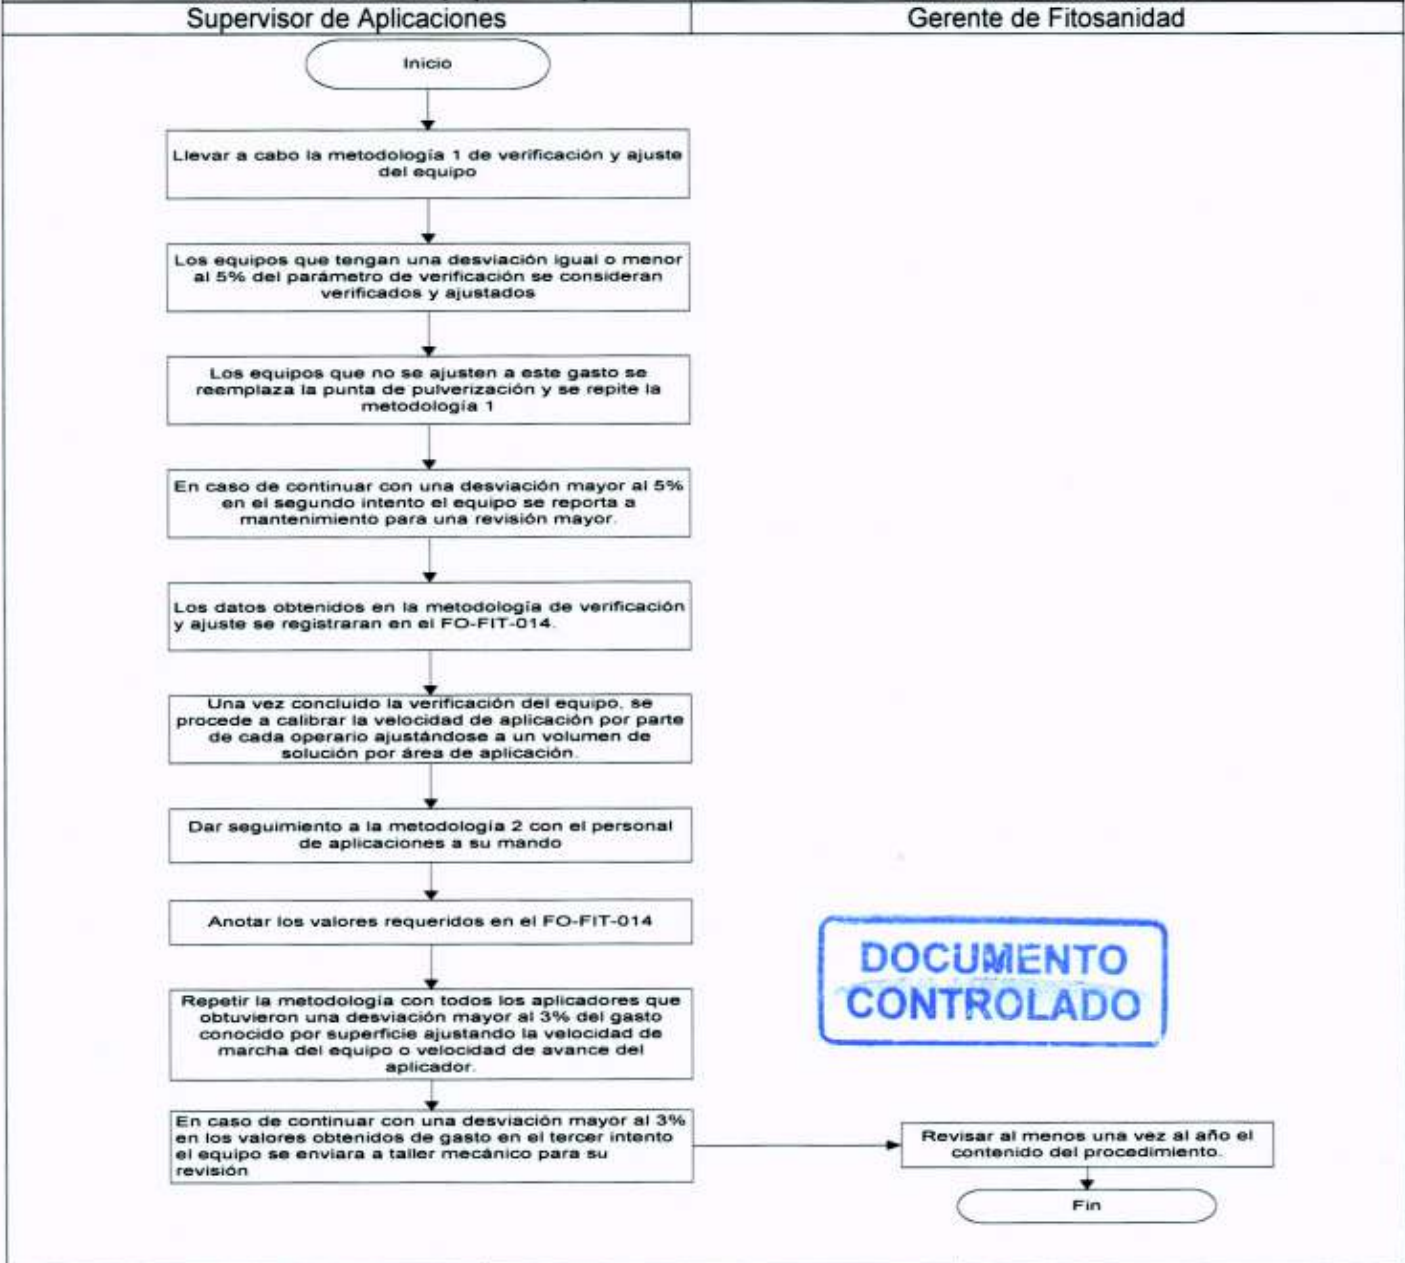 Supervisor de Aplicaciones
Gerente de Fitosanidad
Inicio
Llevar a cabo la metodología 1 de verificación y ajuste
del equipo
Los equipos que tengan una desviación igual o menor
al 5% del parámetro de verificación se consideran
verificados y ajustados
Los equipos que no se ajusten a este gasto se
reemplaza la punta de pulverización y se repite la
metodología 1
En caso de continuar con una desviación mayor al 5%
en el segundo intento el equipo se reporta a
mantenimiento para una revisión mayor.
Los datos obtenidos en la metodología de verificación
y ajuste se registraran en el FO-FIT-014.
Una vez concluido la verificación del equipo, se
procede a calibrar la velocidad de aplicación por parte
de cada operario ajustándose a un volumen de
solución por área de aplicación.
Dar seguimiento a la metodología 2 con el personal
de aplicaciones a su mando
Anotar los valores requeridos en el FO-FIT-014
Repetir la metodología con todos los aplicadores que
obtuvieron una desviación mayor al 3% del gasto
conocido por superficie ajustando la velocidad de
marcha del equipo o velocidad de avance del
aplicador.
En caso de continuar con una desviación mayor al 3%
en los valores obtenidos de gasto en el tercer intento
el equipo se enviara a taller mecánico para su
revisión
DOCUMENTO
CONTROLADO
Revisar al menos una vez al año el
contenido del procedimiento.
Fin